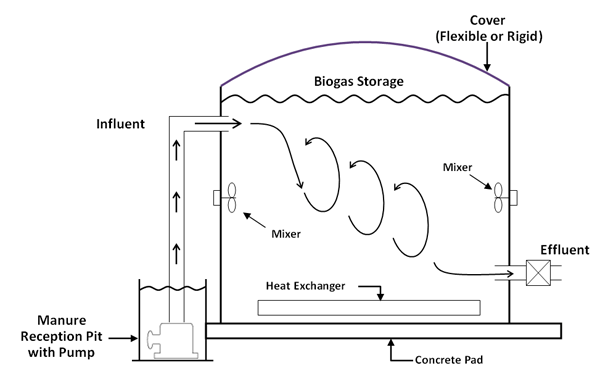 Cover
(Flexible or Rigid)
Biogas Storage
Influent
Mixer
Mixer
Effluent
Heat Exchanger
Manure
Reception Pit
with Pump
Concrete Pad